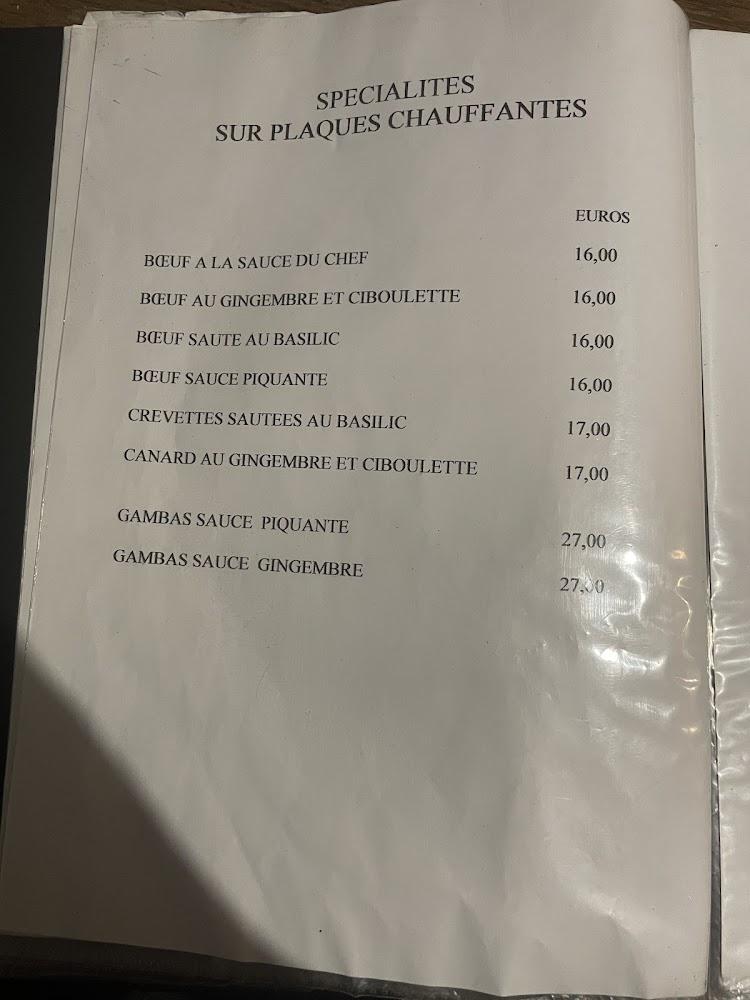 SPECIALITES
SUR PLAQUES CHAUFFANTES
EUROS
BŒUF A LA SAUCE DU CHEF 16,00
BŒUF AU GINGEMBRE ET CIBOULETTE 16,00
BŒUF SAUTE AU BASILIC 16,00
BŒUF SAUCE PIQUANTE 16,00
CREVETTES SAUTEES AU BASILIC 17,00
CANARD AU GINGEMBRE ET CIBOULETTE 17,00
GAMBAS SAUCE PIQUANTE 27,00
GAMBAS SAUCE GINGEMBRE 27,00